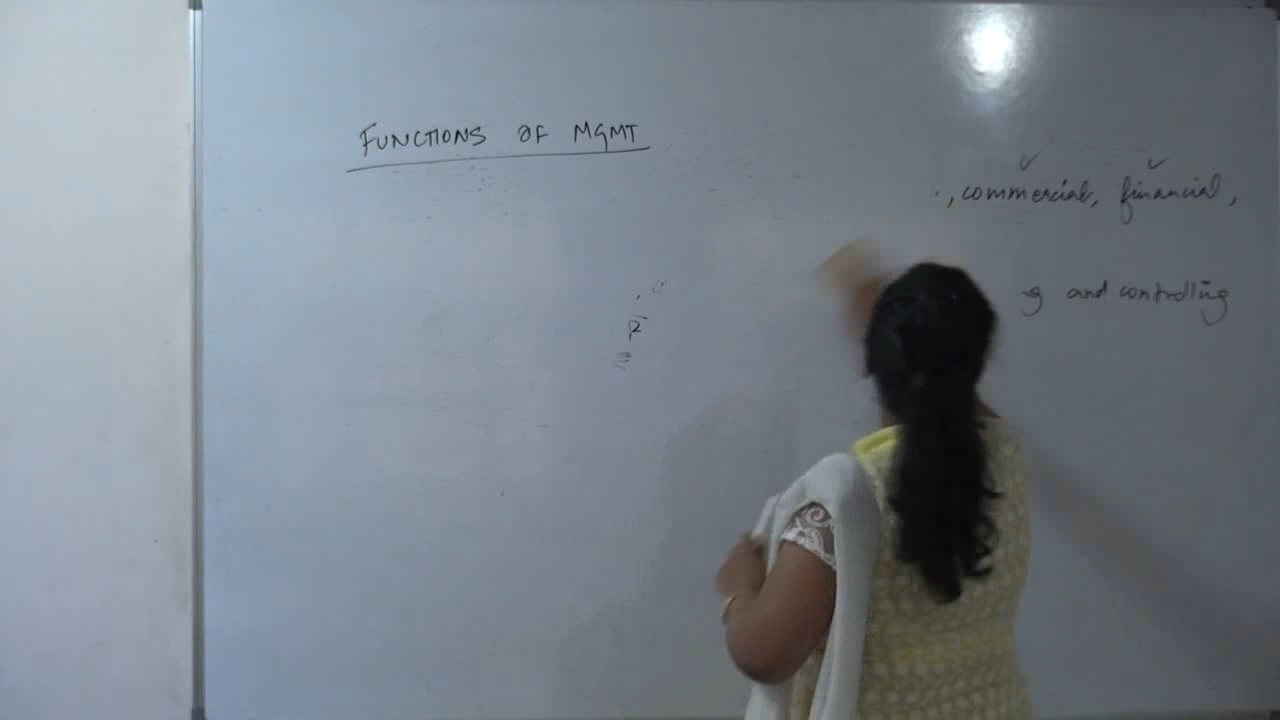 FUNCTIONS OF MGMT
, commercial, financial,
g and controlling